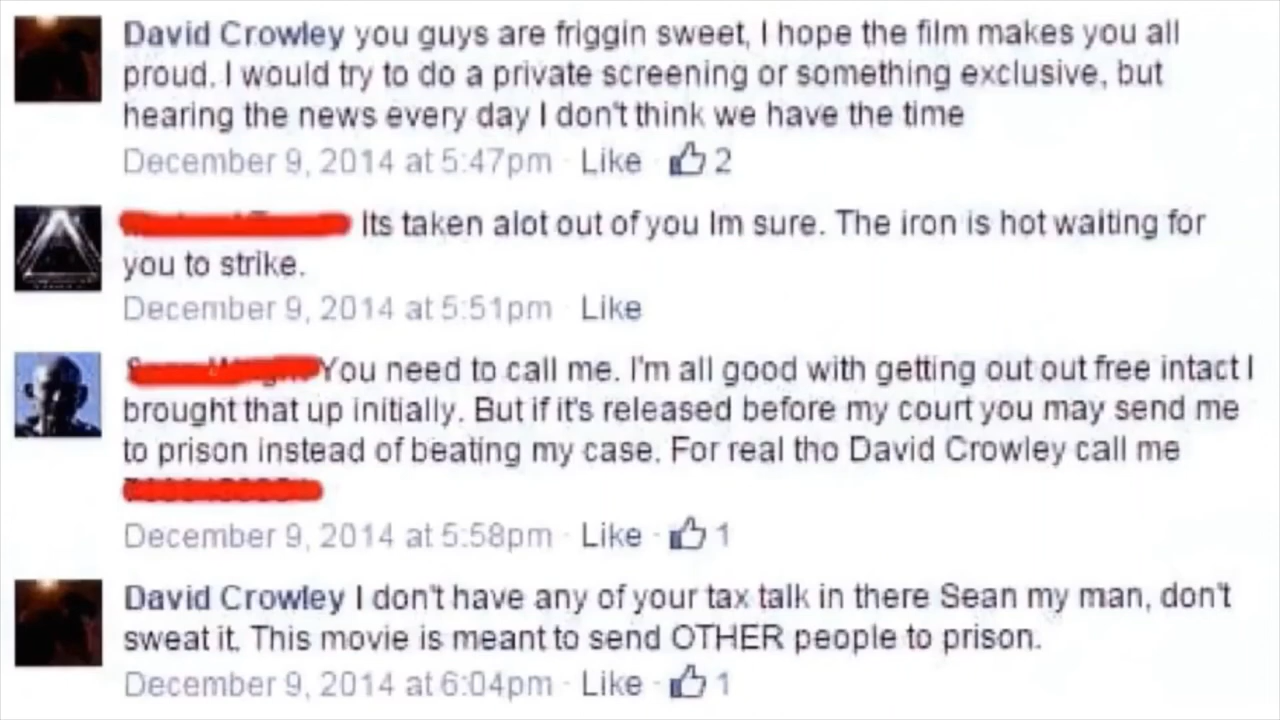 David Crowley you guys are friggin sweet, I hope the film makes you all
proud. I would try to do a private screening or something exclusive, but
hearing the news every day I don't think we have the time
December 9, 2014 at 5:47pm · Like · 2
Its taken alot out of you Im sure. The iron is hot waiting for
you to strike.
December 9, 2014 at 5:51pm · Like
You need to call me. I'm all good with getting out out free intact I
brought that up initially. But if it's released before my court you may send me
to prison instead of beating my case. For real tho David Crowley call me
December 9, 2014 at 5:58pm · Like · 1
David Crowley I don't have any of your tax talk in there Sean my man, don't
sweat it. This movie is meant to send OTHER people to prison.
December 9, 2014 at 6:04pm · Like · 1